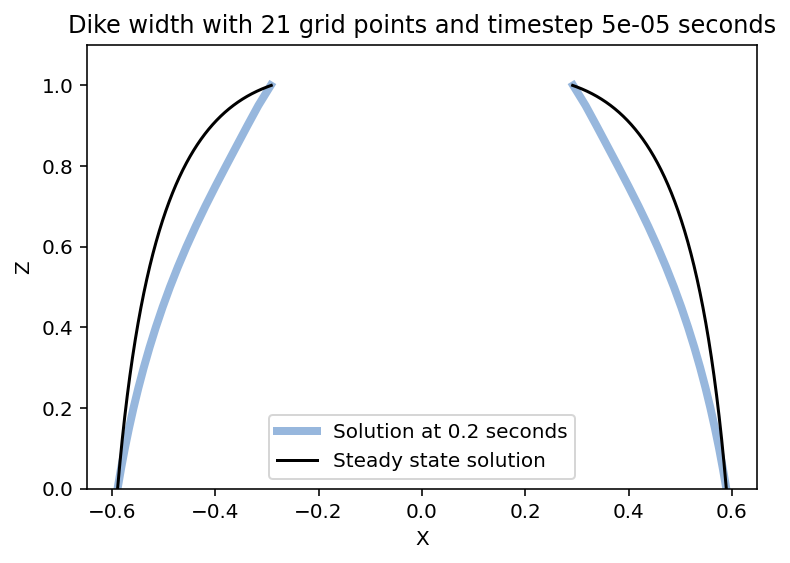 Dike width with 21 grid points and timestep 5e-05 seconds
Z
1.0
0.8
0.6
0.4
0.2
0.0
Solution at 0.2 seconds
Steady state solution
−0.6 −0.4 −0.2 0.0 0.2 0.4 0.6
X